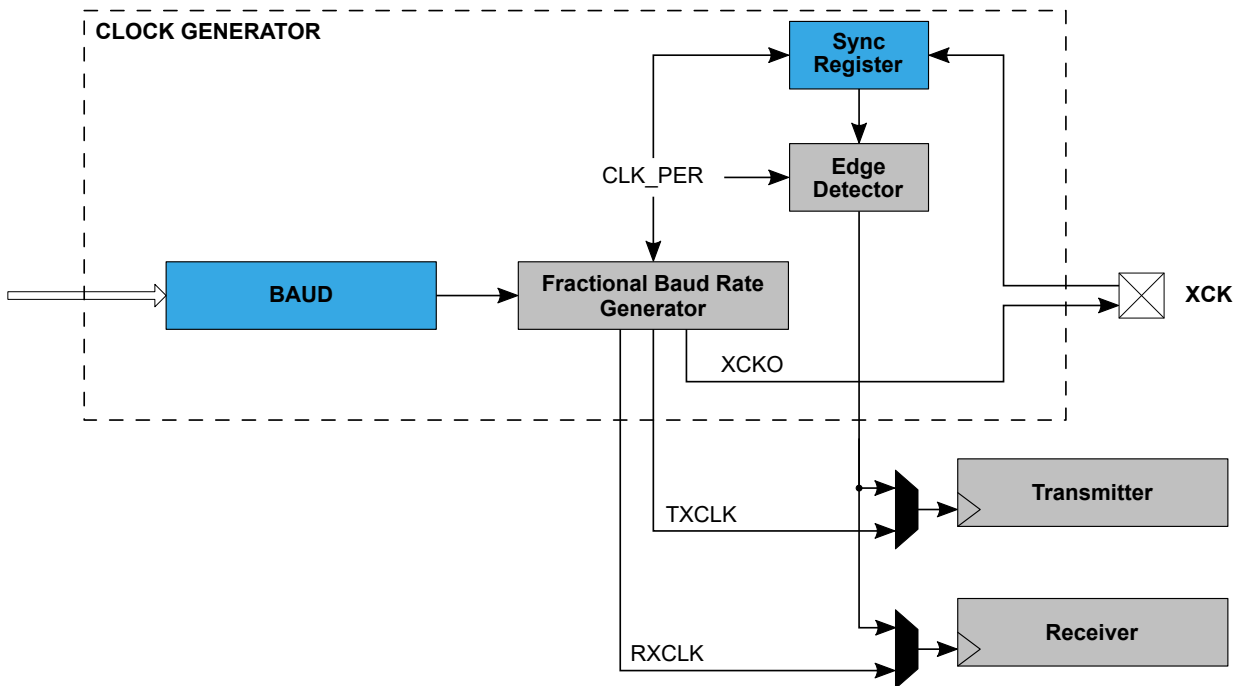 CLOCK GENERATOR
Sync
Register
CLK_PER
Edge
Detector
BAUD
Fractional Baud Rate
Generator
XCK
XCKO
TXCLK
Transmitter
RXCLK
Receiver